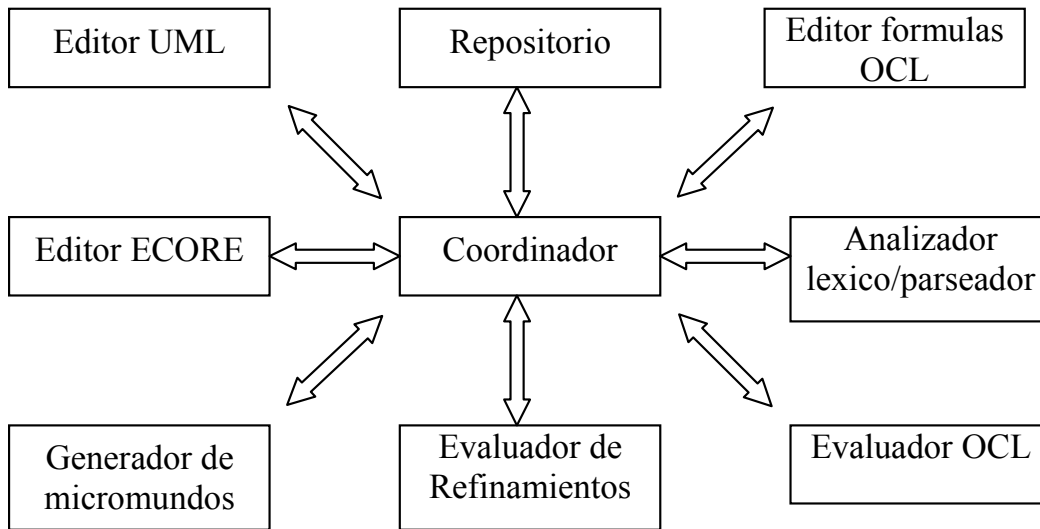 Editor UML
Repositorio
Editor formulas
OCL
Editor ECORE
Coordinador
Analizador
lexico/parseador
Generador de
micromundos
Evaluador de
Refinamientos
Evaluador OCL